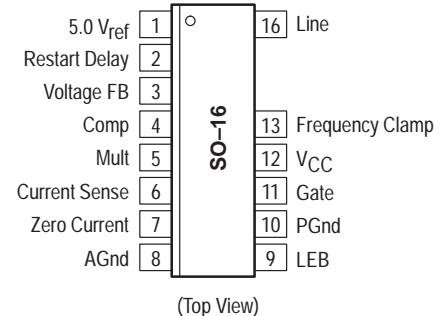 5.0 Vref 1
Restart Delay 2
Voltage FB 3
Comp 4
Mult 5
Current Sense 6
Zero Current 7
AGnd 8
SO–16
16 Line
13 Frequency Clamp
12 VCC
11 Gate
10 PGnd
9 LEB
(Top View)